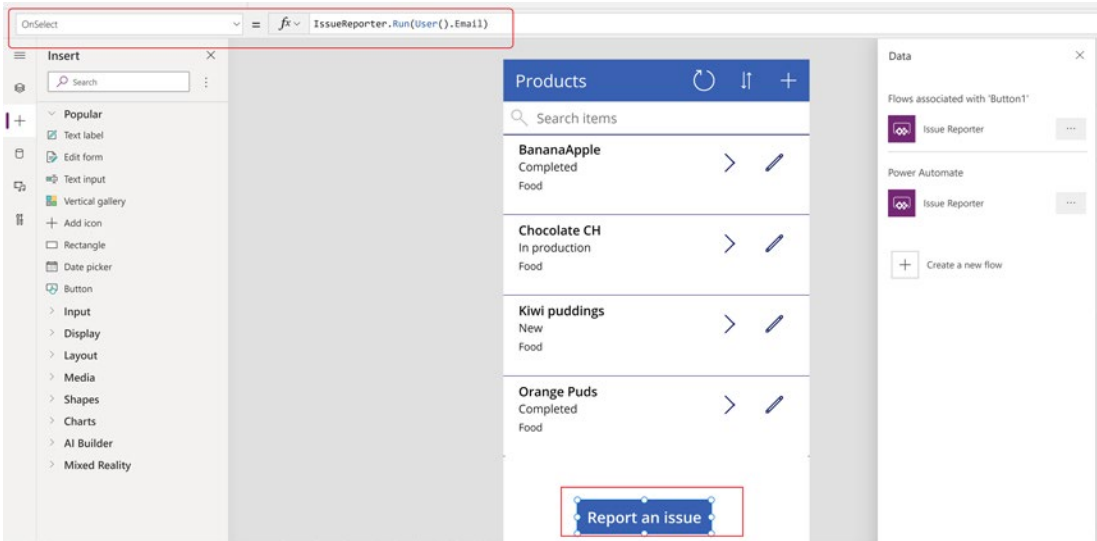 OnSelect = fx IssueReporter.Run(User().Email)
Insert
Search
Popular
Text label
Edit form
Text input
Vertical gallery
Add icon
Rectangle
Date picker
Button
Input
Display
Layout
Media
Shapes
Charts
AI Builder
Mixed Reality
Products
Search items
BananaApple
Completed
Food
Chocolate CH
In production
Food
Kiwi puddings
New
Food
Orange Puds
Completed
Food
Report an issue
Data
Flows associated with 'Button1'
Issue Reporter
Power Automate
Issue Reporter
Create a new flow